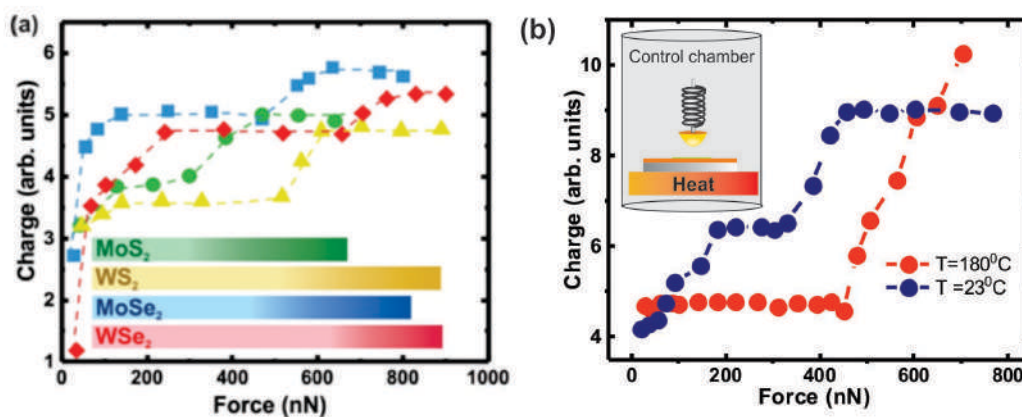 (a)
Charge (arb. units)
6
5
4
3
2
1
MoS₂
WS₂
MoSe₂
WSe₂
0 200 400 600 800 1000
Force (nN)
(b)
Charge (arb. units)
10
8
6
4
Control chamber
Heat
T=180⁰C
T =23⁰C
0 200 400 600 800
Force (nN)